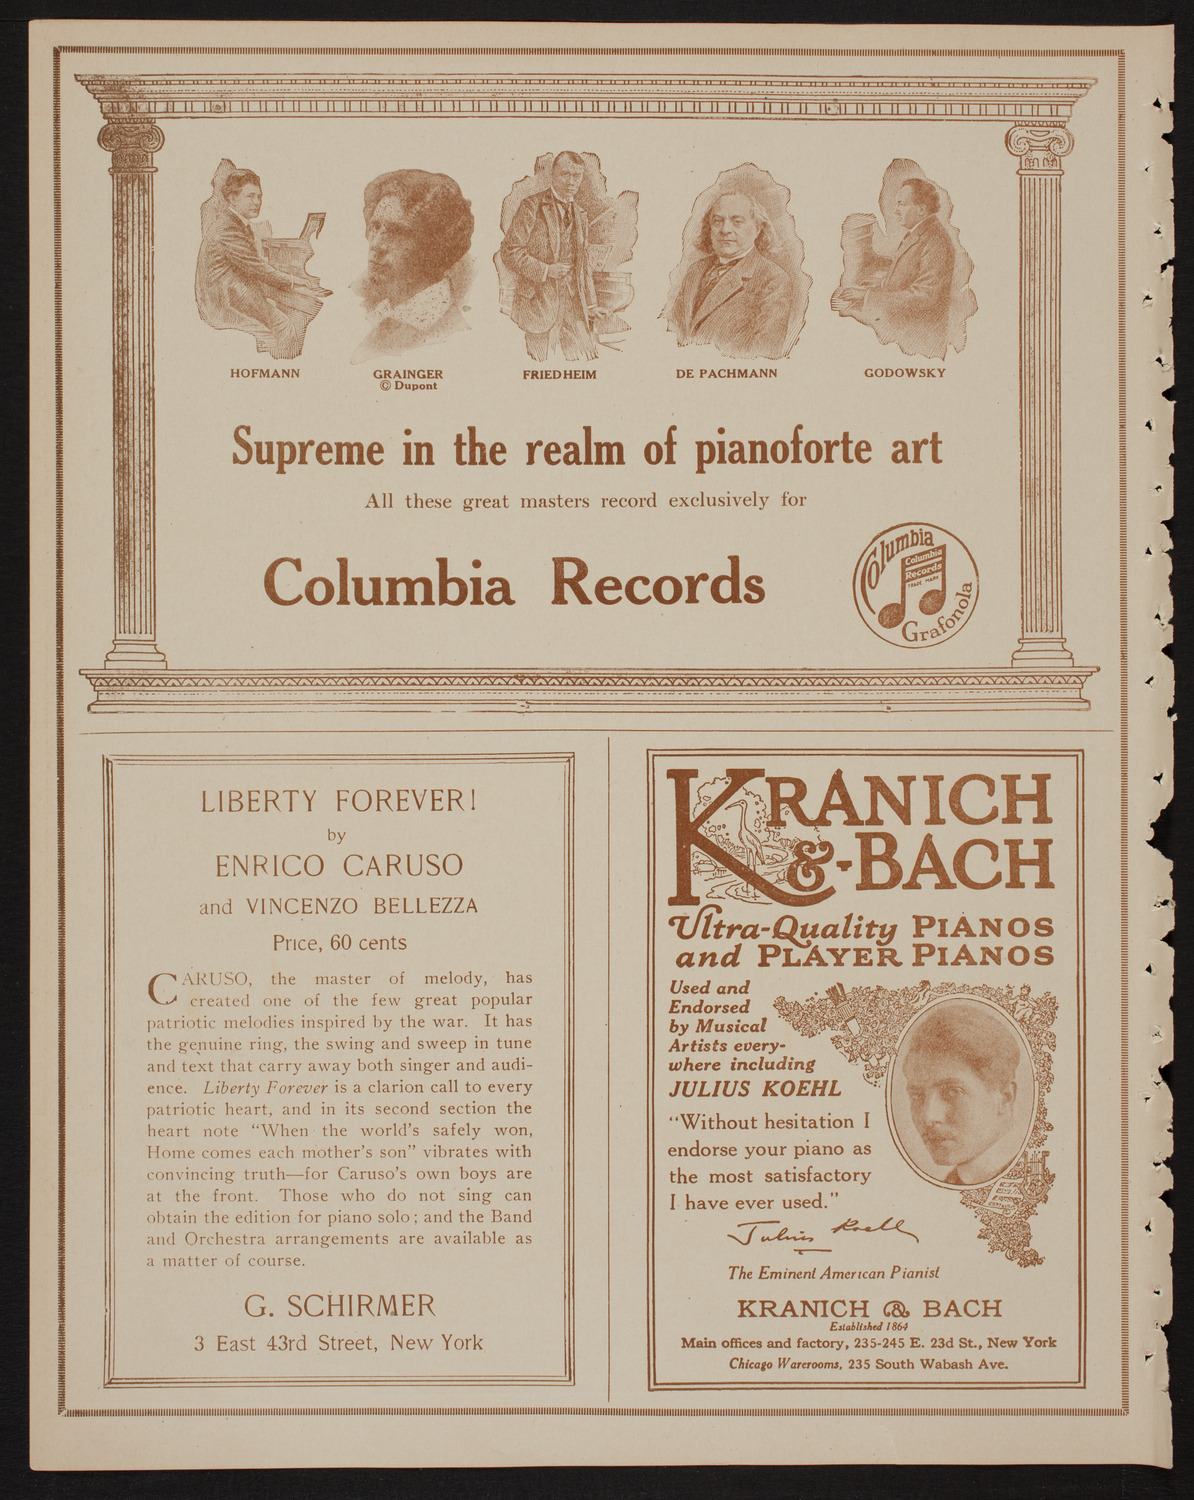 HOFMANN
GRAINGER
© Dupont
FRIEDHEIM
DE PACHMANN
GODOWSKY
Supreme in the realm of pianoforte art
All these great masters record exclusively for
Columbia Records
Columbia
Columbia
Records
TRADE MARK
Grafonola
LIBERTY FOREVER!
by
ENRICO CARUSO
and VINCENZO BELLEZZA
Price, 60 cents
CARUSO, the master of melody, has
created one of the few great popular
patriotic melodies inspired by the war. It has
the genuine ring, the swing and sweep in tune
and text that carry away both singer and audi-
ence. Liberty Forever is a clarion call to every
patriotic heart, and in its second section the
heart note "When the world's safely won,
Home comes each mother's son" vibrates with
convincing truth—for Caruso's own boys are
at the front. Those who do not sing can
obtain the edition for piano solo; and the Band
and Orchestra arrangements are available as
a matter of course.
G. SCHIRMER
3 East 43rd Street, New York
KRANICH
&-BACH
Ultra-Quality PIANOS
and PLAYER PIANOS
Used and
Endorsed
by Musical
Artists every-
where including
JULIUS KOEHL
"Without hesitation I
endorse your piano as
the most satisfactory
I have ever used."
Julius Koehl
The Eminent American Pianist
KRANICH & BACH
Established 1864
Main offices and factory, 235-245 E. 23d St., New York
Chicago Warerooms, 235 South Wabash Ave.